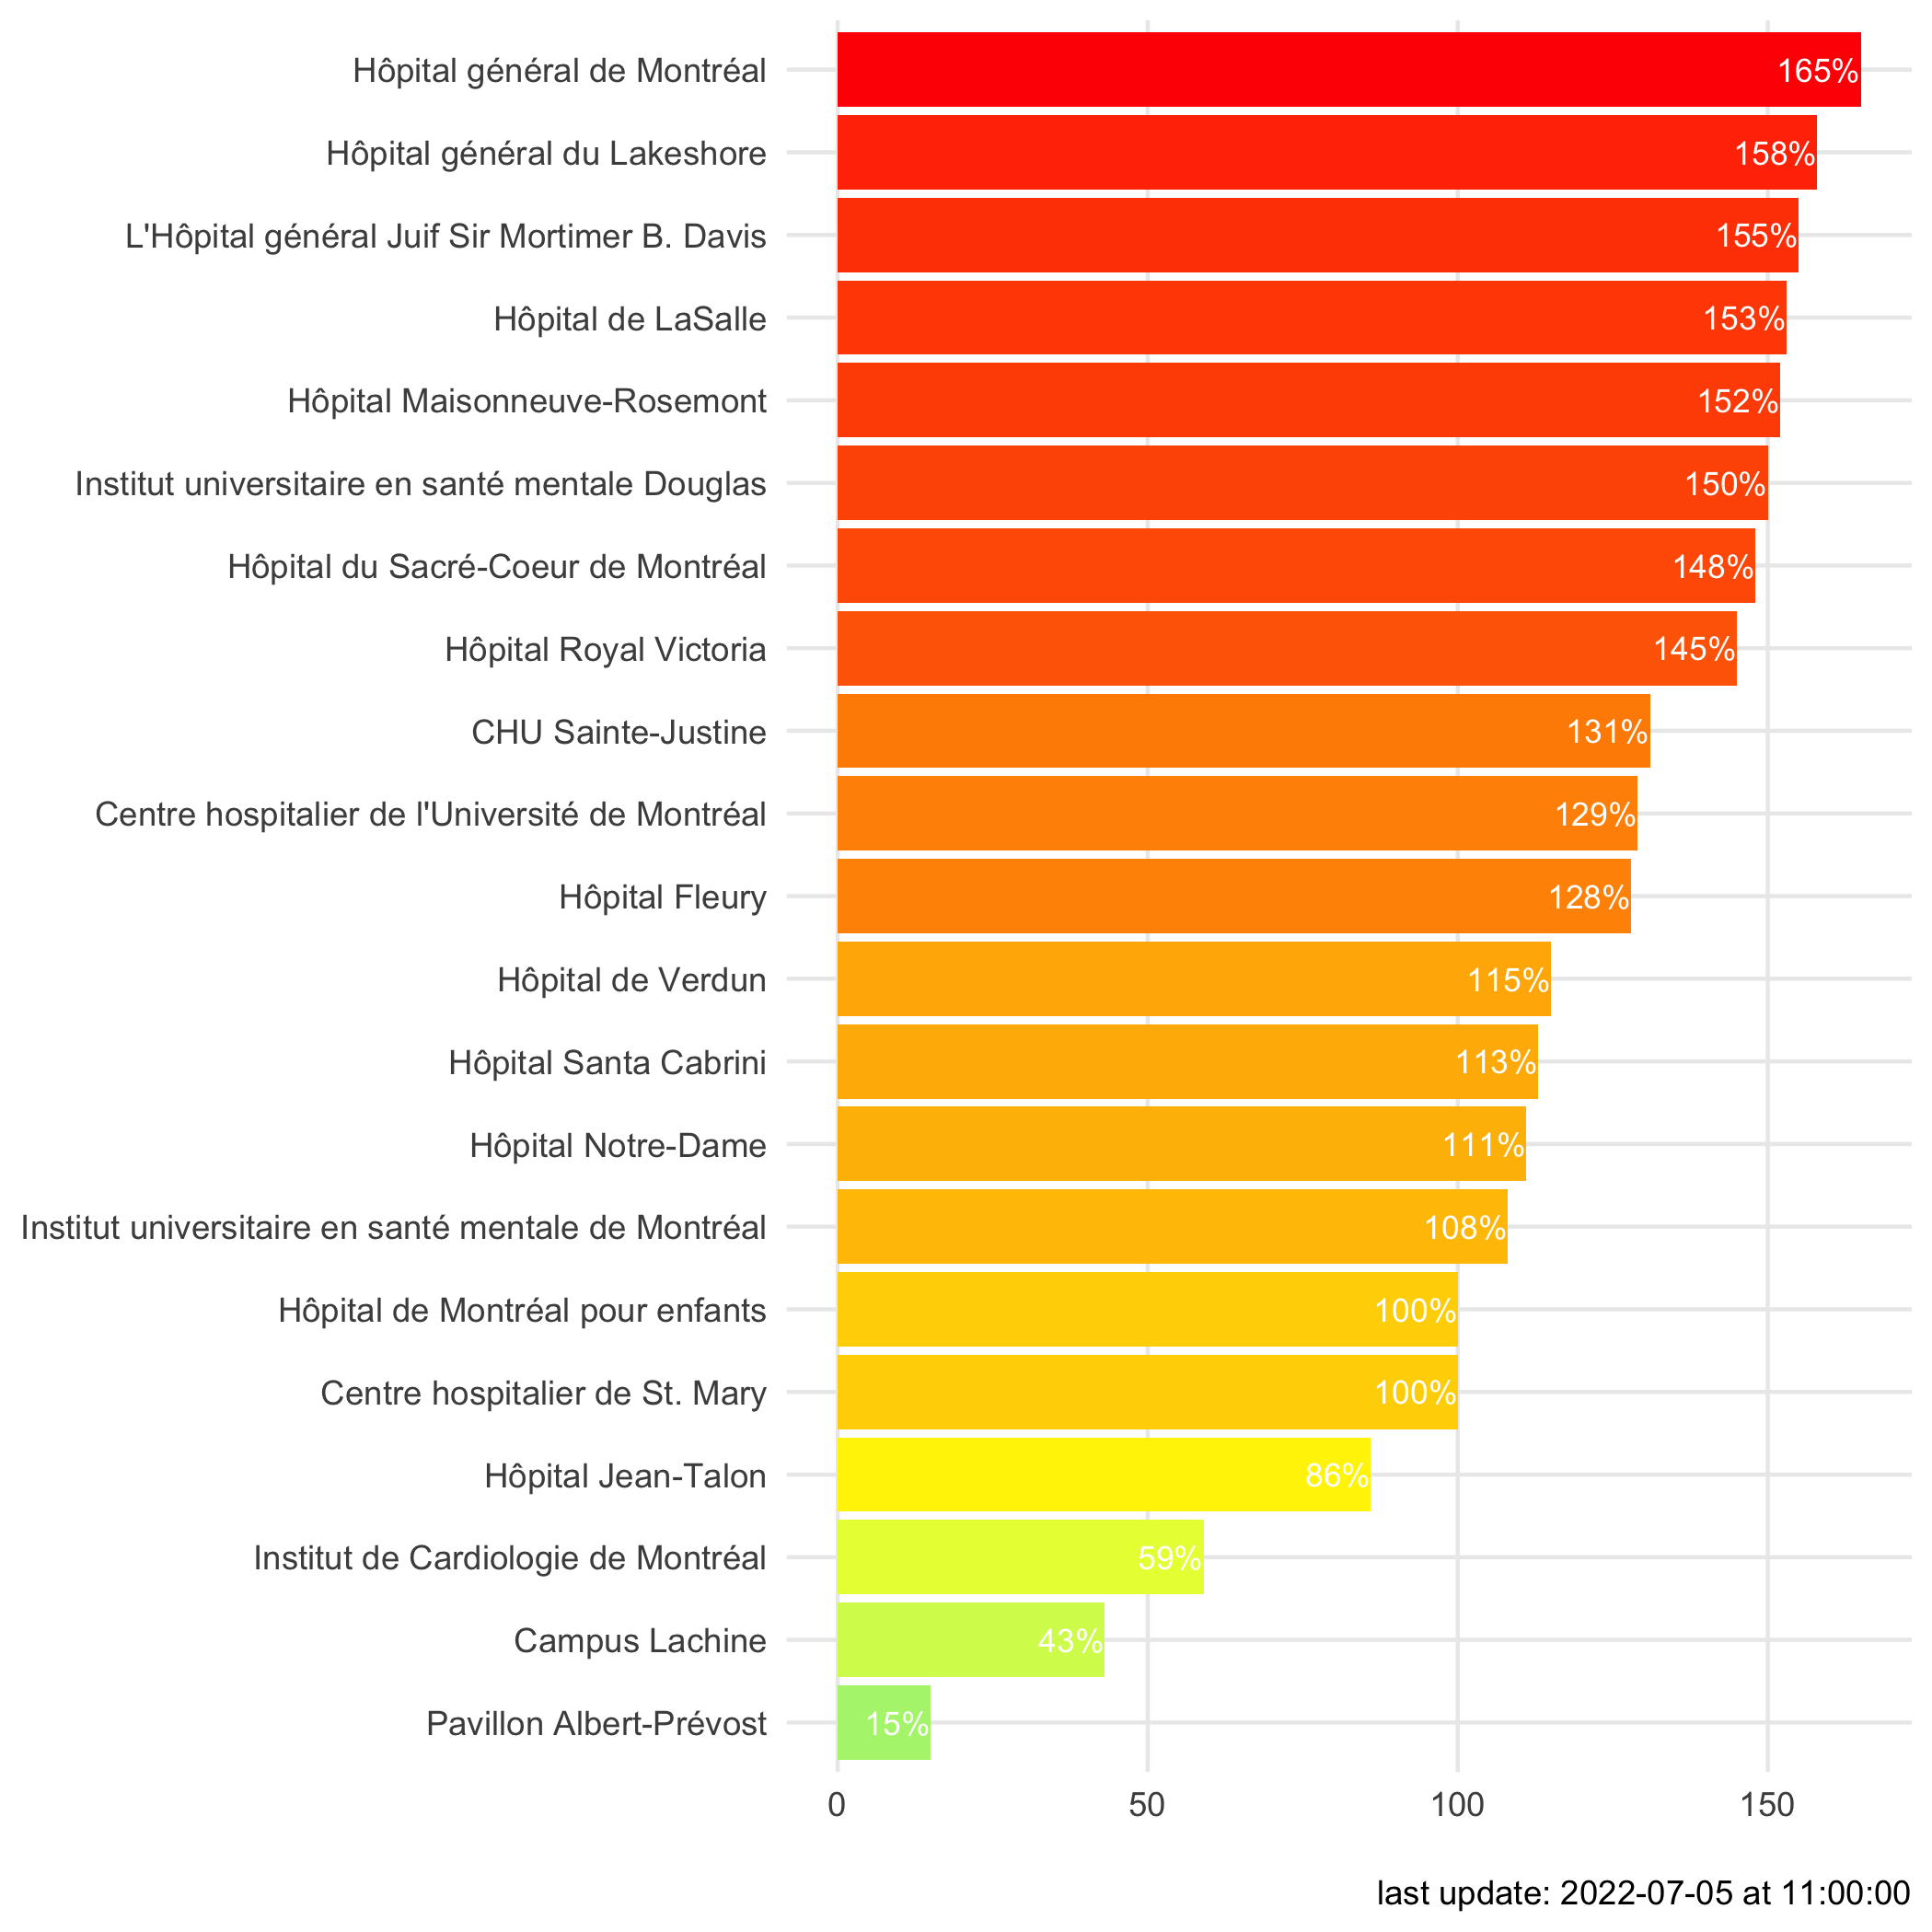 Hôpital général de Montréal 165%
Hôpital général du Lakeshore 158%
L'Hôpital général Juif Sir Mortimer B. Davis 155%
Hôpital de LaSalle 153%
Hôpital Maisonneuve-Rosemont 152%
Institut universitaire en santé mentale Douglas 150%
Hôpital du Sacré-Coeur de Montréal 148%
Hôpital Royal Victoria 145%
CHU Sainte-Justine 131%
Centre hospitalier de l'Université de Montréal 129%
Hôpital Fleury 128%
Hôpital de Verdun 115%
Hôpital Santa Cabrini 113%
Hôpital Notre-Dame 111%
Institut universitaire en santé mentale de Montréal 108%
Hôpital de Montréal pour enfants 100%
Centre hospitalier de St. Mary 100%
Hôpital Jean-Talon 86%
Institut de Cardiologie de Montréal 59%
Campus Lachine 43%
Pavillon Albert-Prévost 15%
0 50 100 150
last update: 2022-07-05 at 11:00:00